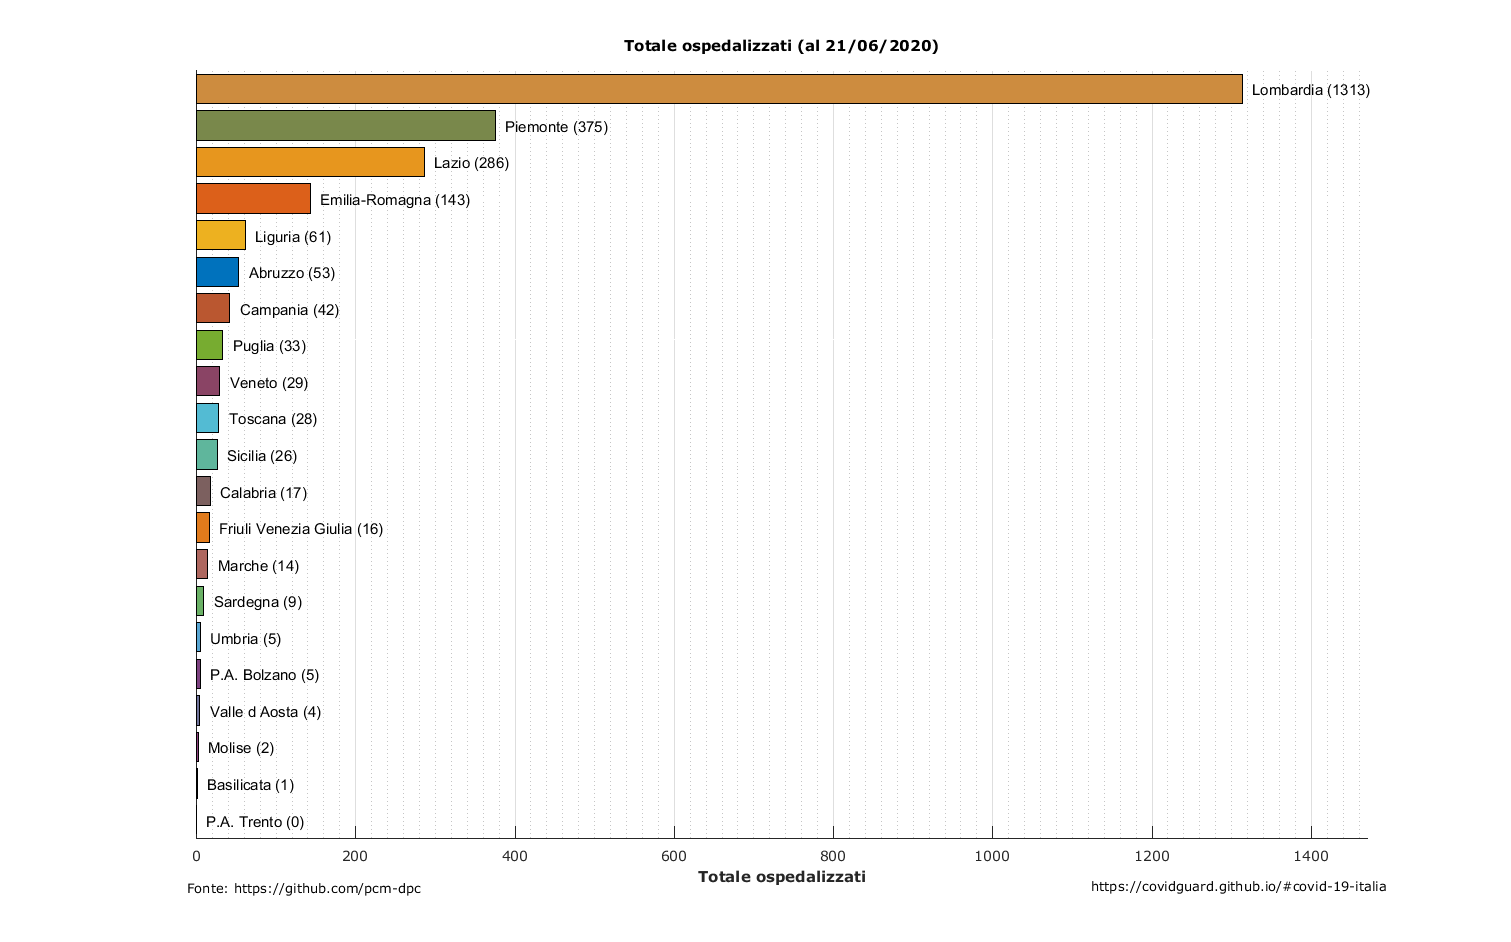 Totale ospedalizzati (al 21/06/2020)
Lombardia (1313)
Piemonte (375)
Lazio (286)
Emilia-Romagna (143)
Liguria (61)
Abruzzo (53)
Campania (42)
Puglia (33)
Veneto (29)
Toscana (28)
Sicilia (26)
Calabria (17)
Friuli Venezia Giulia (16)
Marche (14)
Sardegna (9)
Umbria (5)
P.A. Bolzano (5)
Valle d Aosta (4)
Molise (2)
Basilicata (1)
P.A. Trento (0)
0 200 400 600 800 1000 1200 1400
Totale ospedalizzati
Fonte: https://github.com/pcm-dpc
https://covidguard.github.io/#covid-19-italia